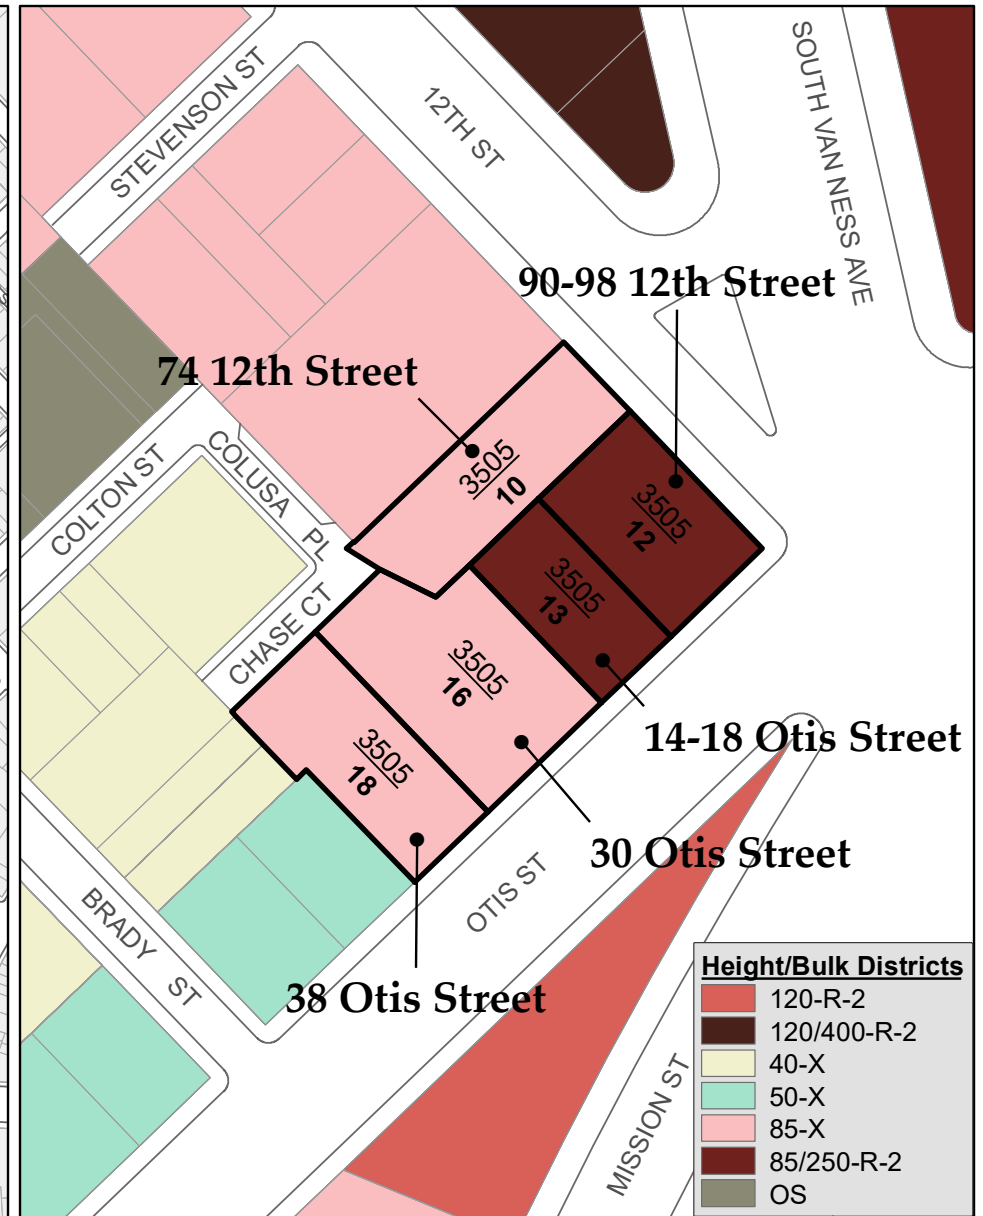 STEVENSON ST
12TH ST
SOUTH VAN NESS AVE
90-98 12th Street
74 12th Street
3505
10
3505
12
COLTON ST
COLUSA PL
3505
13
CHASE CT
3505
16
14-18 Otis Street
3505
18
30 Otis Street
OTIS ST
BRADY ST
38 Otis Street
MISSION ST
Height/Bulk Districts
120-R-2
120/400-R-2
40-X
50-X
85-X
85/250-R-2
OS